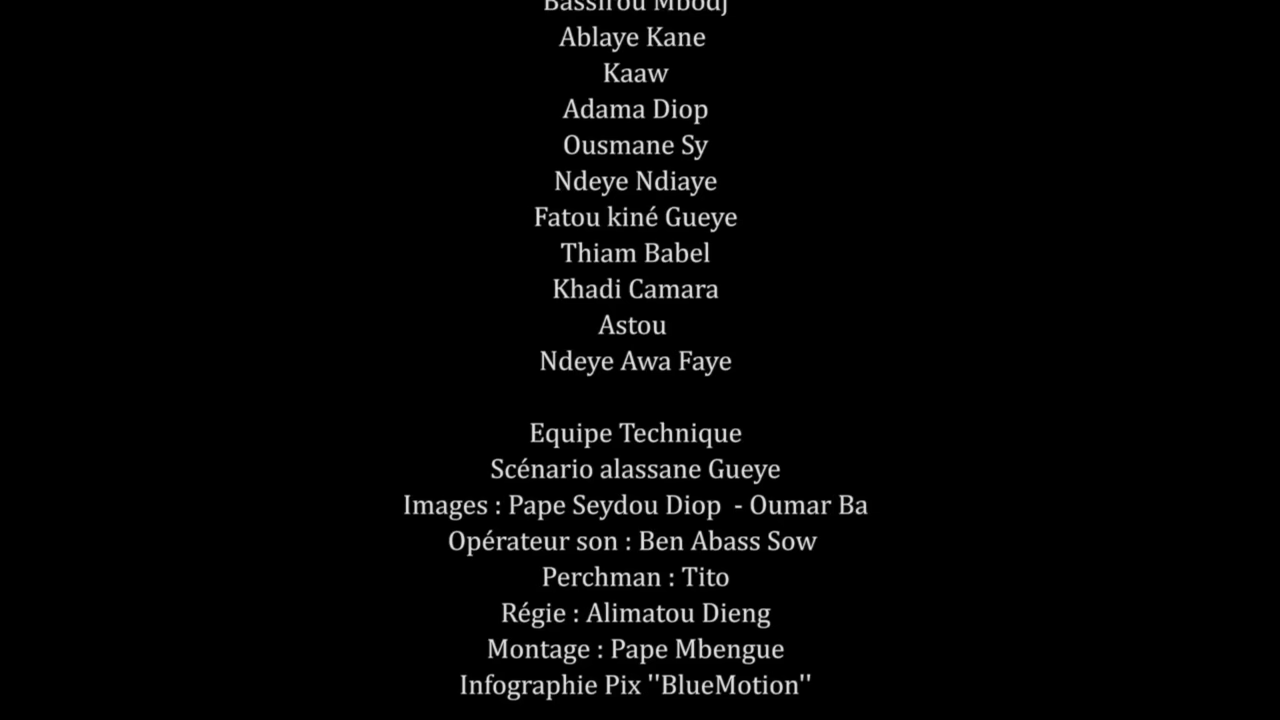 Bassirou Mbodj
Ablaye Kane
Kaaw
Adama Diop
Ousmane Sy
Ndeye Ndiaye
Fatou kiné Gueye
Thiam Babel
Khadi Camara
Astou
Ndeye Awa Faye
Equipe Technique
Scénario alassane Gueye
Images : Pape Seydou Diop - Oumar Ba
Opérateur son : Ben Abass Sow
Perchman : Tito
Régie : Alimatou Dieng
Montage : Pape Mbengue
Infographie Pix ''BlueMotion''